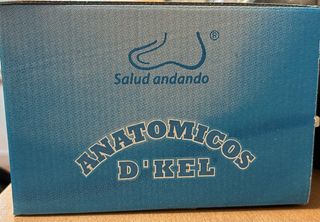 ®
Salud andando
ANATOMICOS
D'KEL